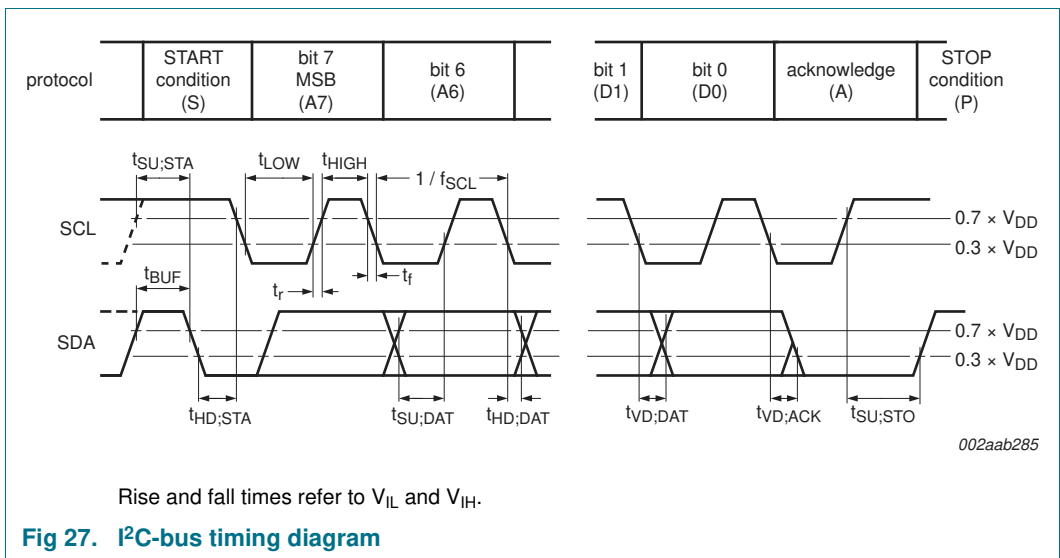 protocol
START condition (S)
bit 7 MSB (A7)
bit 6 (A6)
bit 1 (D1)
bit 0 (D0)
acknowledge (A)
STOP condition (P)
tSU;STA
tLOW
tHIGH
1 / fSCL
SCL
0.7 × VDD
0.3 × VDD
tBUF
tr
tf
SDA
0.7 × VDD
0.3 × VDD
tHD;STA
tSU;DAT
tHD;DAT
tVD;DAT
tVD;ACK
tSU;STO
002aab285
Rise and fall times refer to VIL and VIH.
Fig 27. I²C-bus timing diagram